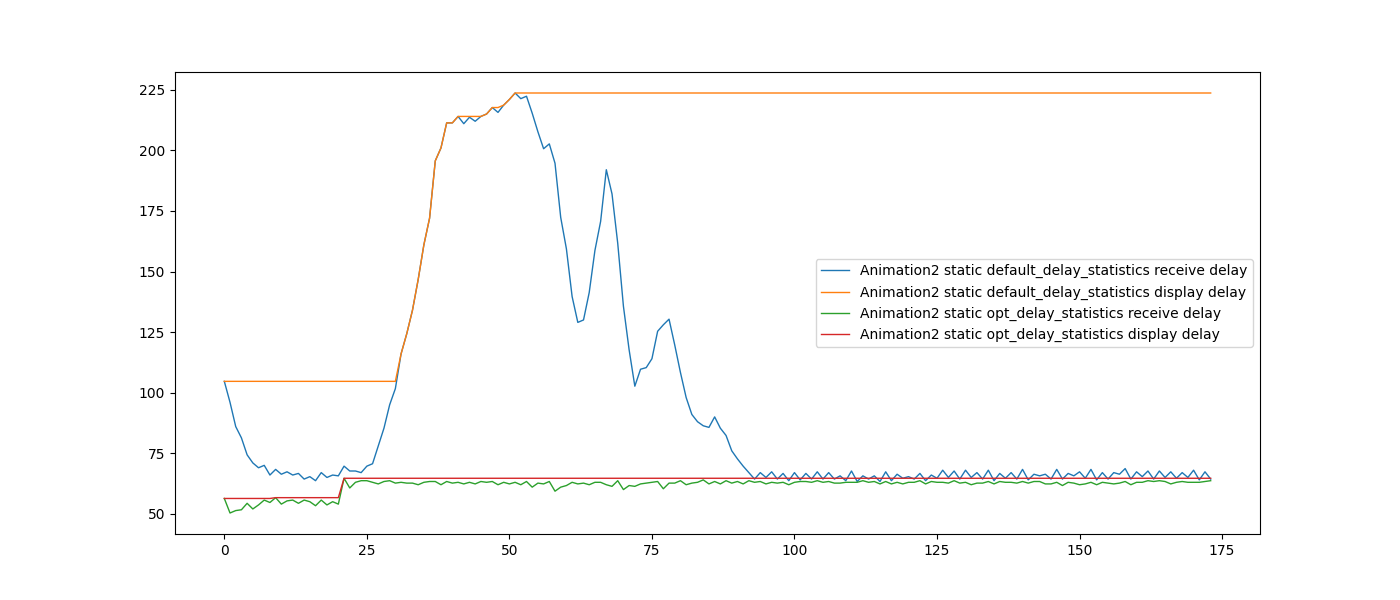 225
200
175
150
125
100
75
50
Animation2 static default_delay_statistics receive delay
Animation2 static default_delay_statistics display delay
Animation2 static opt_delay_statistics receive delay
Animation2 static opt_delay_statistics display delay
0 25 50 75 100 125 150 175